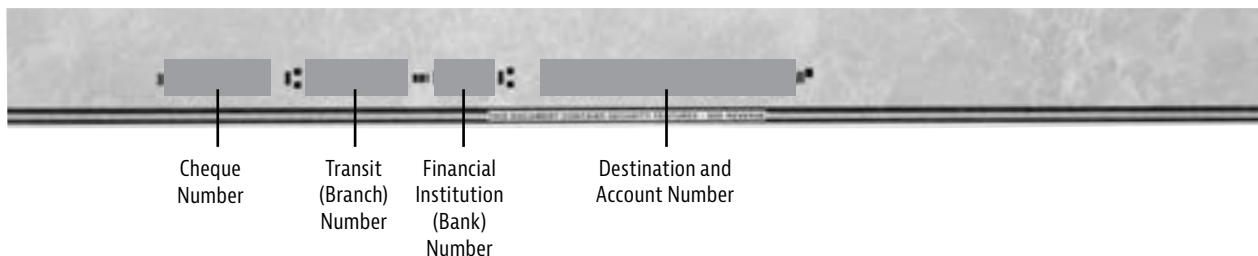 Cheque
Number
Transit
(Branch)
Number
Financial
Institution
(Bank)
Number
Destination and
Account Number